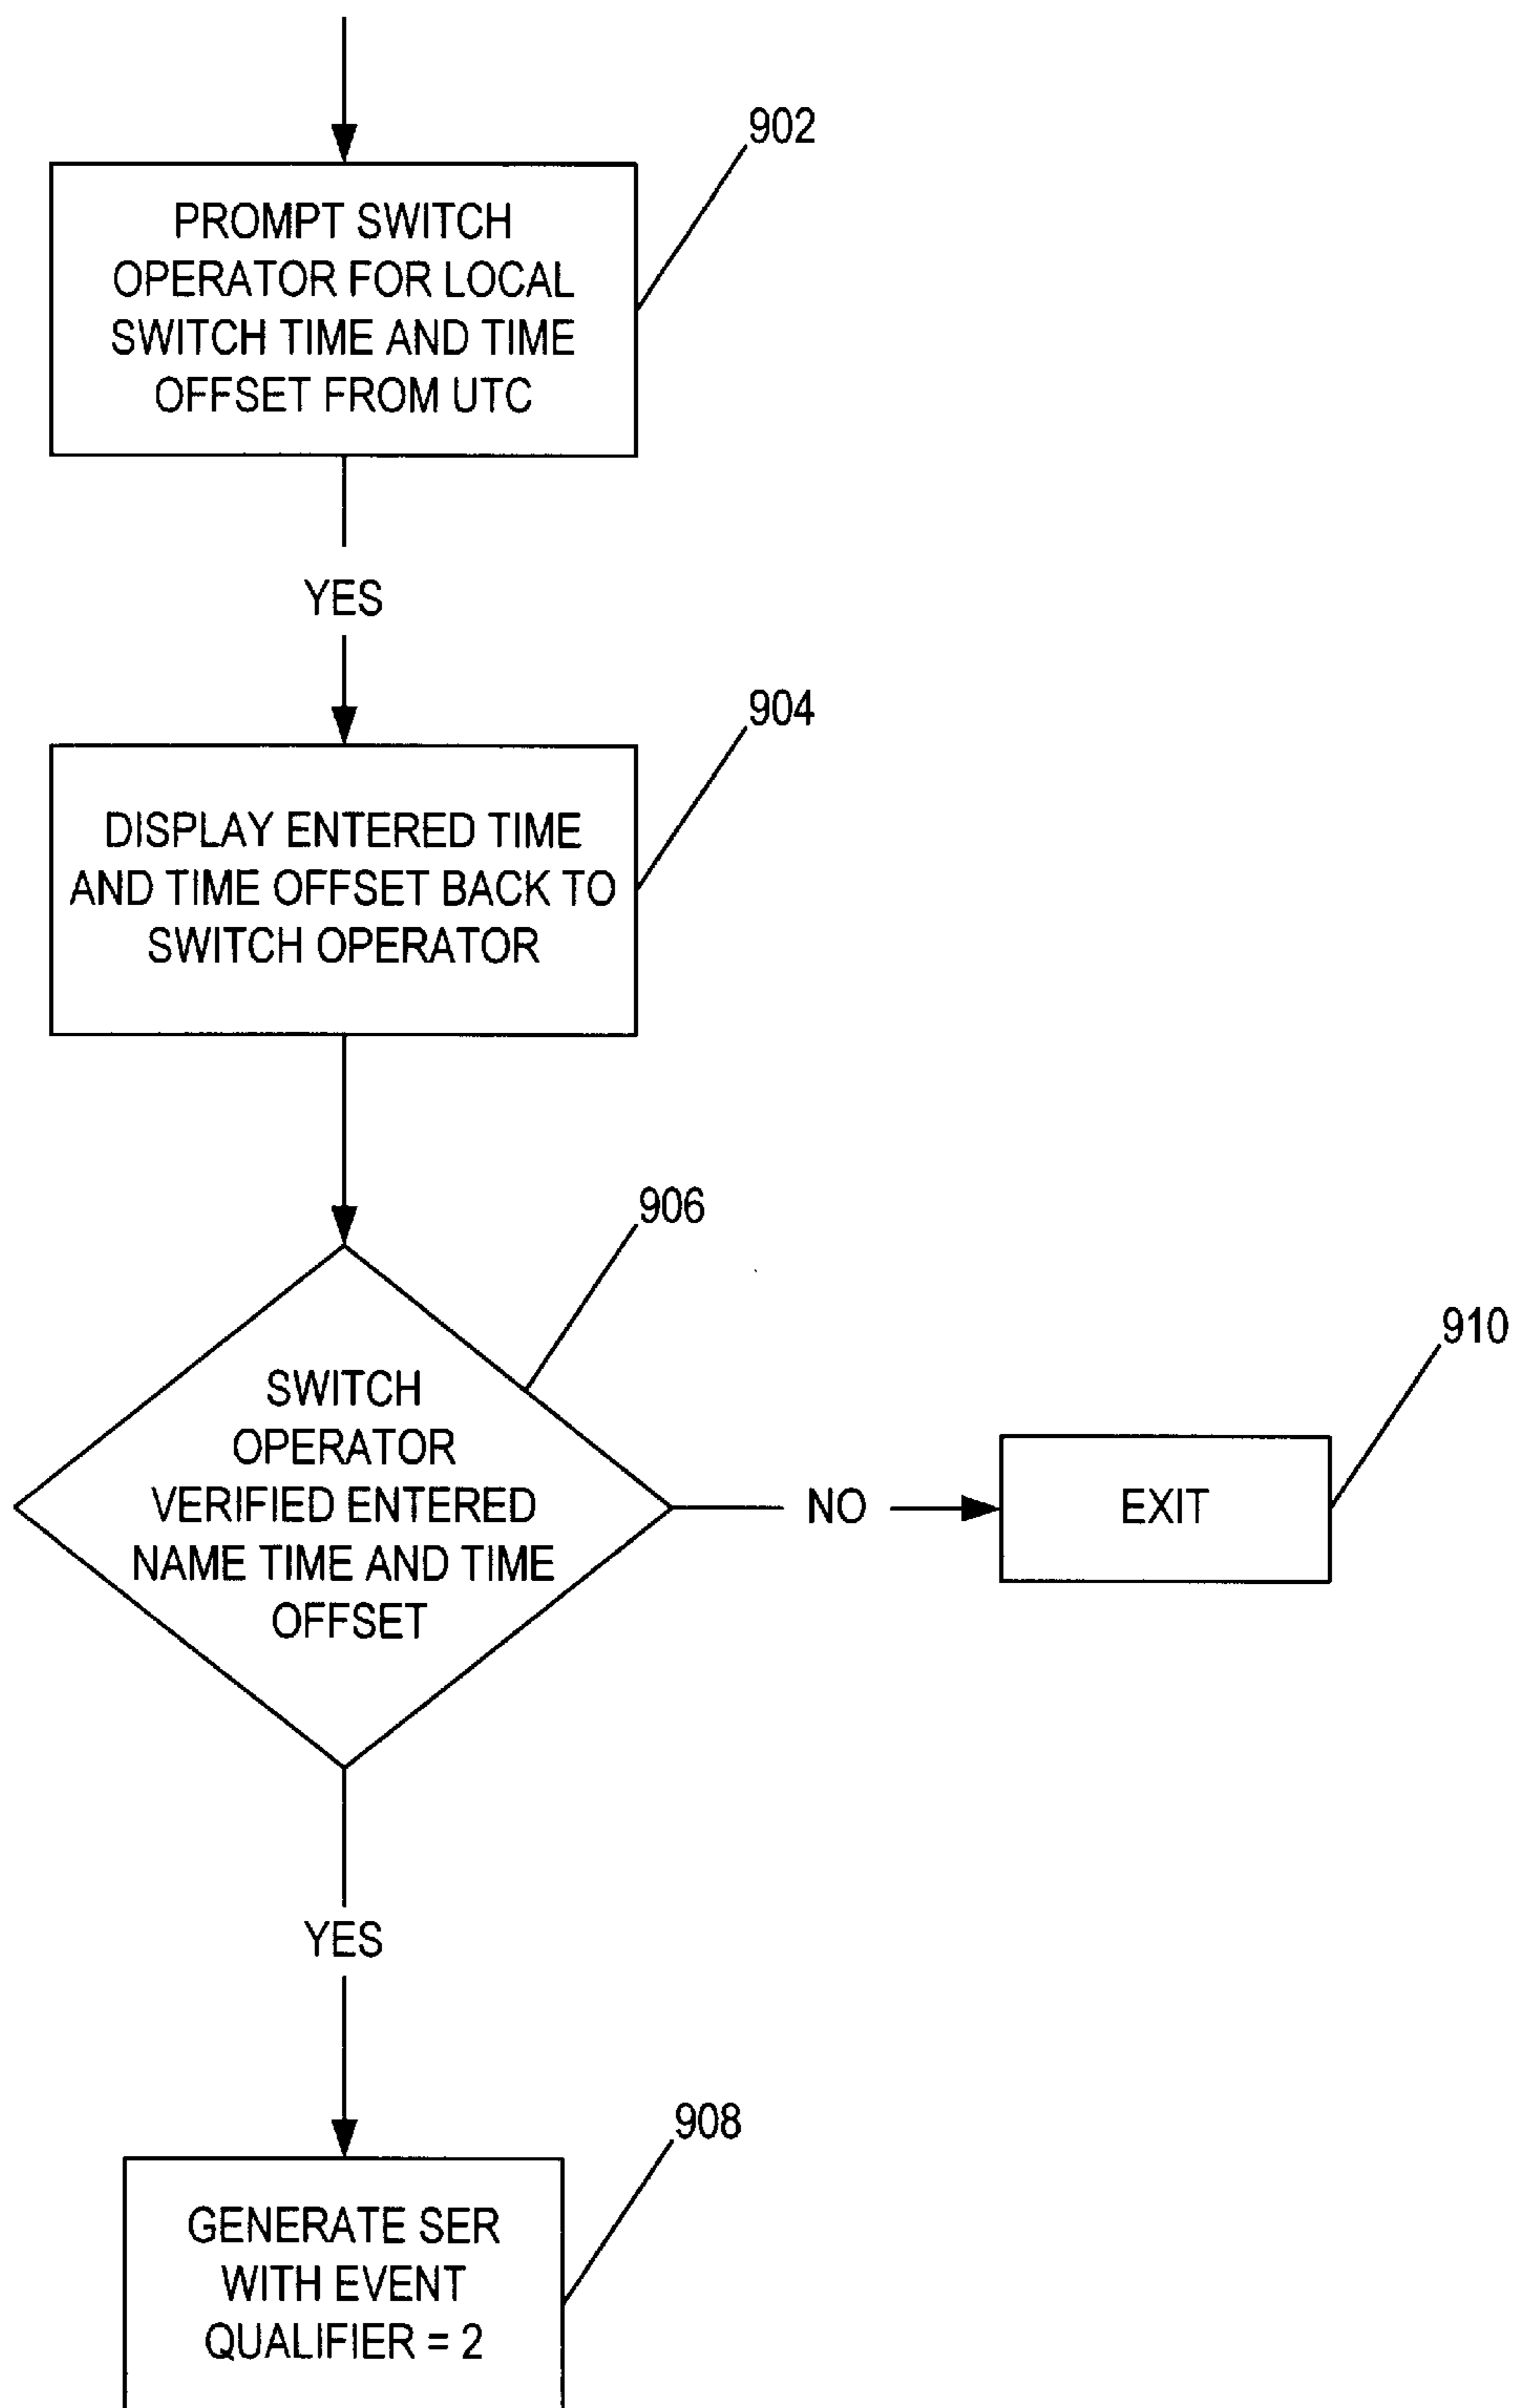 902
PROMPT SWITCH
OPERATOR FOR LOCAL
SWITCH TIME AND TIME
OFFSET FROM UTC
YES
904
DISPLAY ENTERED TIME
AND TIME OFFSET BACK TO
SWITCH OPERATOR
906
SWITCH
OPERATOR
VERIFIED ENTERED
NAME TIME AND TIME
OFFSET
NO
910
EXIT
YES
908
GENERATE SER
WITH EVENT
QUALIFIER = 2